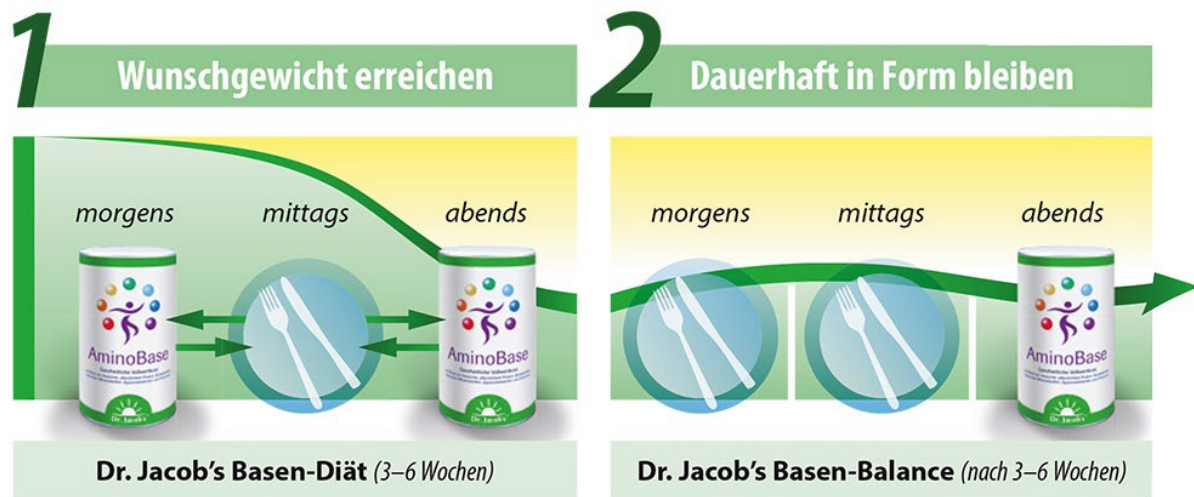 1
Wunschgewicht erreichen
morgens
mittags
abends
AminoBase
Dr. Jacob's
AminoBase
Dr. Jacob's
Dr. Jacob's Basen-Diät (3–6 Wochen)
2
Dauerhaft in Form bleiben
morgens
mittags
abends
AminoBase
Dr. Jacob's
Dr. Jacob's Basen-Balance (nach 3–6 Wochen)